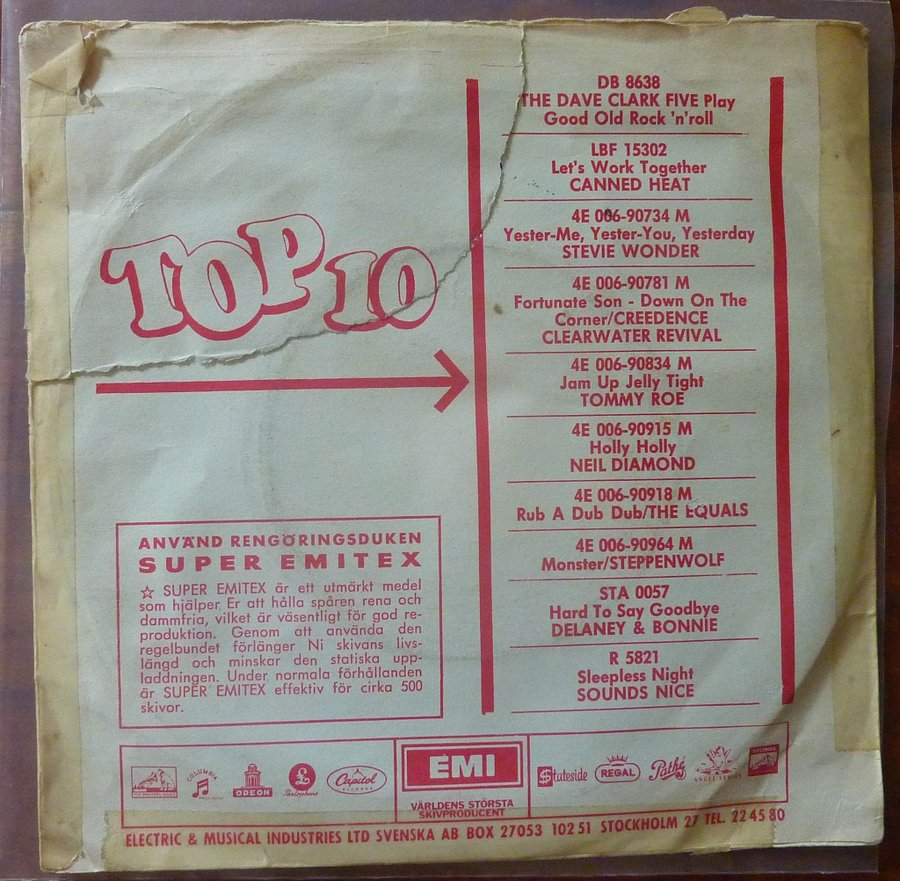 TOP 10
DB 8638
THE DAVE CLARK FIVE Play
Good Old Rock 'n'roll
LBF 15302
Let's Work Together
CANNED HEAT
4E 006-90734 M
Yester-Me, Yester-You, Yesterday
STEVIE WONDER
4E 006-90781 M
Fortunate Son - Down On The
Corner/CREEDENCE
CLEARWATER REVIVAL
4E 006-90834 M
Jam Up Jelly Tight
TOMMY ROE
4E 006-90915 M
Holly Holly
NEIL DIAMOND
4E 006-90918 M
Rub A Dub Dub/THE EQUALS
4E 006-90964 M
Monster/STEPPENWOLF
STA 0057
Hard To Say Goodbye
DELANEY & BONNIE
R 5821
Sleepless Night
SOUNDS NICE
ANVÄND RENGÖRINGSDUKEN
SUPER EMITEX
☆ SUPER EMITEX är ett utmärkt medel
som hjälper Er att hålla spåren rena och
dammfria, vilket är väsentligt för god re-
produktion. Genom att använda den
regelbundet förlänger Ni skivans livs-
längd och minskar den statiska upp-
laddningen. Under normala förhållanden
är SUPER EMITEX effektiv för cirka 500
skivor.
HIS MASTER'S VOICE
COLUMBIA
ODEON
Parlophone
Capitol
RECORDS
EMI
VÄRLDENS STÖRSTA
SKIVPRODUCENT
Stateside
REGAL
Pathé
ANGEL SERIES
ELECTRIC & MUSICAL INDUSTRIES LTD SVENSKA AB BOX 27053 102 51 STOCKHOLM 27 TEL. 22 45 80